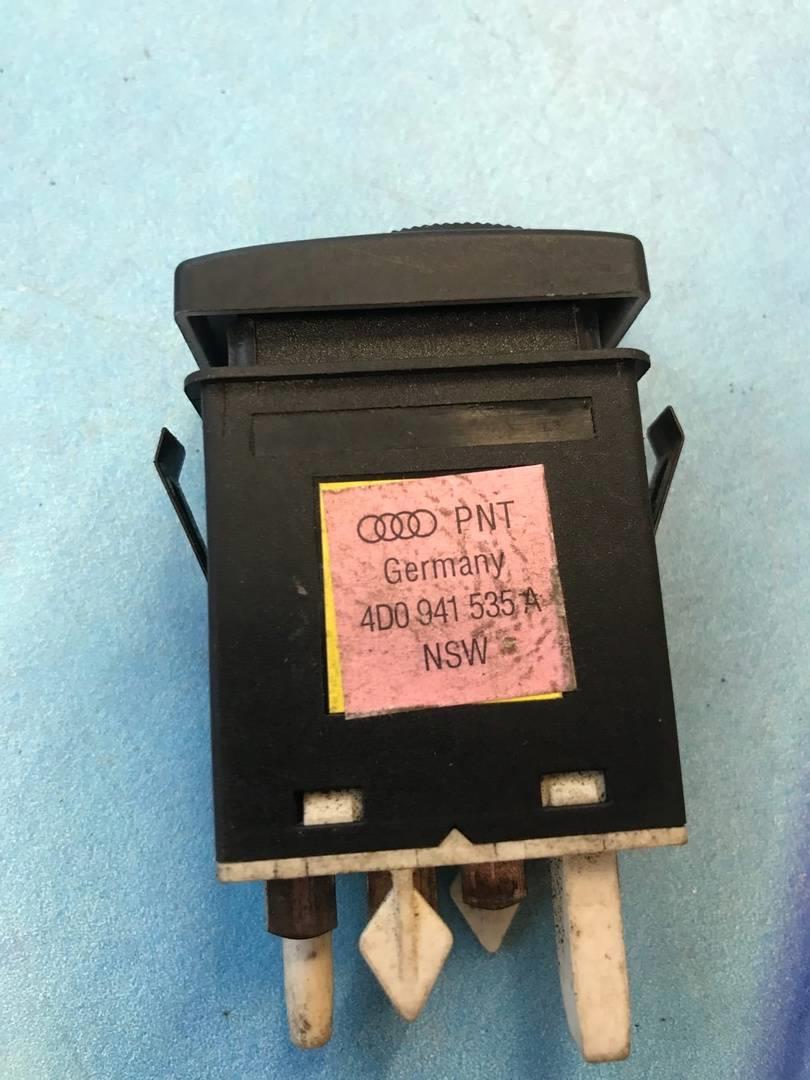 PNT
Germany
4D0 941 535 A
NSW